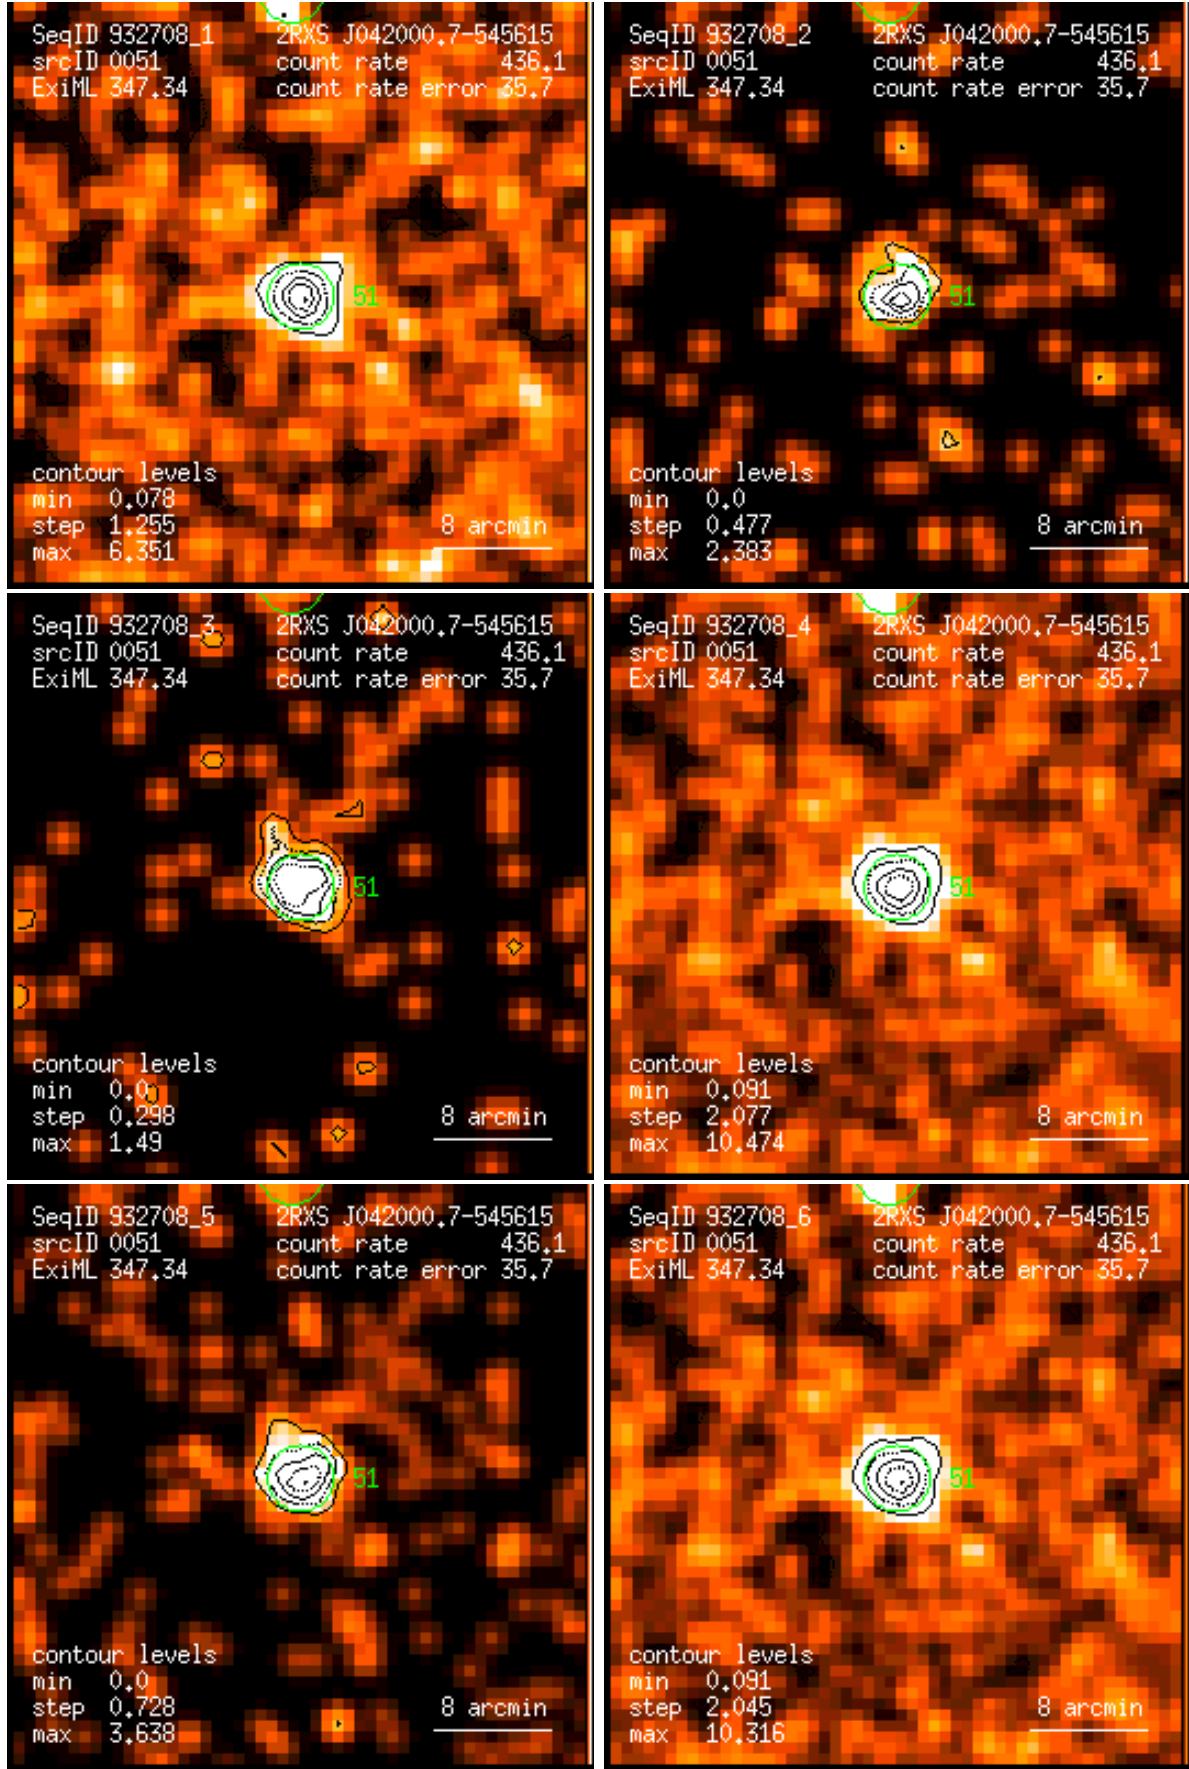 SeqID 932708_1 2RXS J042000.7-545615
srcID 0051 count rate 436.1
ExiML 347.34 count rate error 35.7
51
contour levels
min 0.078
step 1.255 8 arcmin
max 6.351
SeqID 932708_2 2RXS J042000.7-545615
srcID 0051 count rate 436.1
ExiML 347.34 count rate error 35.7
51
contour levels
min 0.0
step 0.477 8 arcmin
max 2.383
SeqID 932708_3 2RXS J042000.7-545615
srcID 0051 count rate 436.1
ExiML 347.34 count rate error 35.7
51
contour levels
min 0.0
step 0.298 8 arcmin
max 1.49
SeqID 932708_4 2RXS J042000.7-545615
srcID 0051 count rate 436.1
ExiML 347.34 count rate error 35.7
51
contour levels
min 0.091
step 2.077 8 arcmin
max 10.474
SeqID 932708_5 2RXS J042000.7-545615
srcID 0051 count rate 436.1
ExiML 347.34 count rate error 35.7
51
contour levels
min 0.0
step 0.728 8 arcmin
max 3.638
SeqID 932708_6 2RXS J042000.7-545615
srcID 0051 count rate 436.1
ExiML 347.34 count rate error 35.7
51
contour levels
min 0.091
step 2.045 8 arcmin
max 10.316